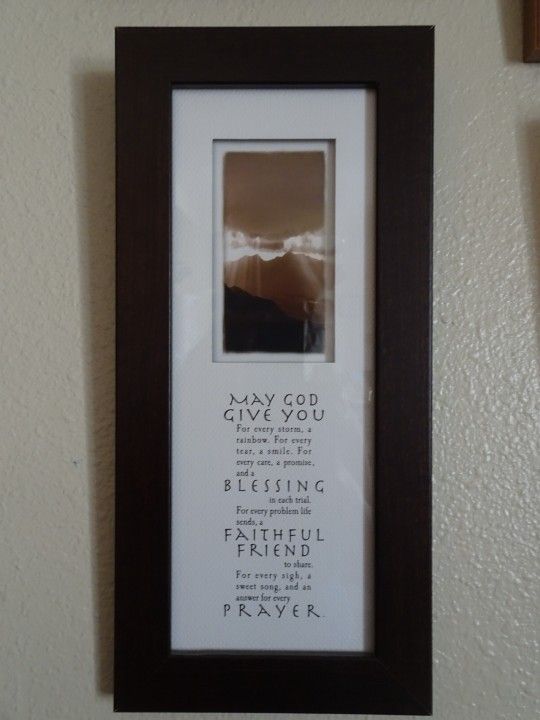 MAY GOD
GIVE YOU
For every storm, a
rainbow. For every
tear, a smile. For
every care, a promise,
and a
BLESSING
in each trial.
For every problem life
sends, a
FAITHFUL
FRIEND
to share.
For every sigh, a
sweet song, and an
answer for every
PRAYER.